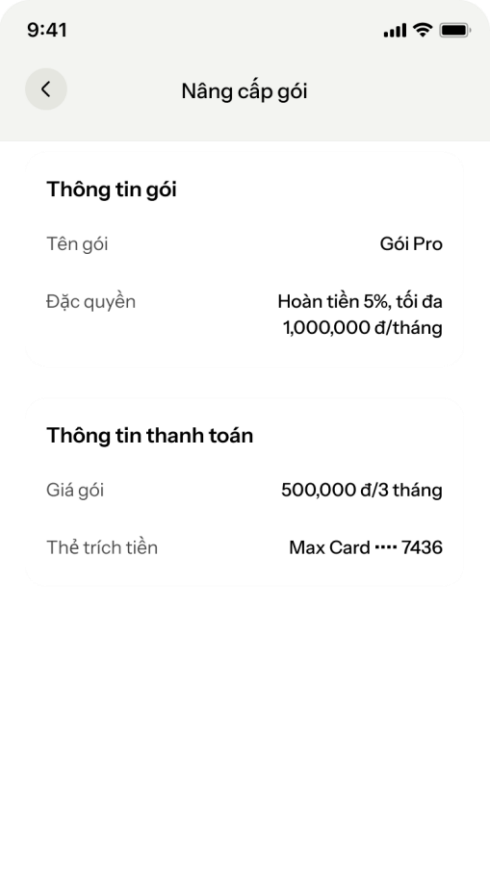 9:41
Nâng cấp gói
Thông tin gói
Tên gói Gói Pro
Đặc quyền Hoàn tiền 5%, tối đa
1,000,000 đ/tháng
Thông tin thanh toán
Giá gói 500,000 đ/3 tháng
Thẻ trích tiền Max Card •••• 7436